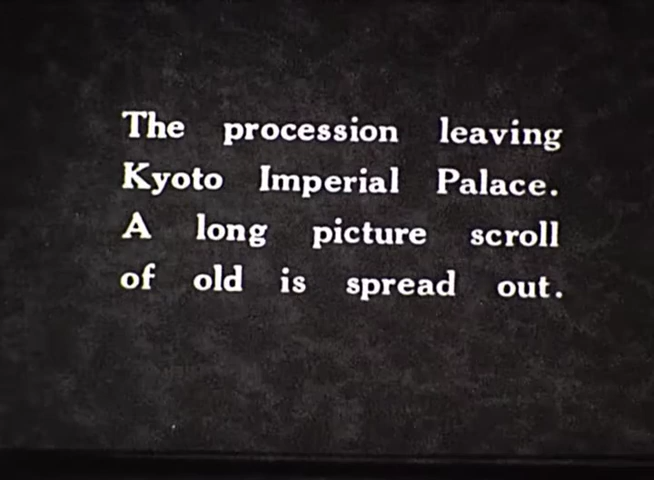 The procession leaving
Kyoto Imperial Palace.
A long picture scroll
of old is spread out.